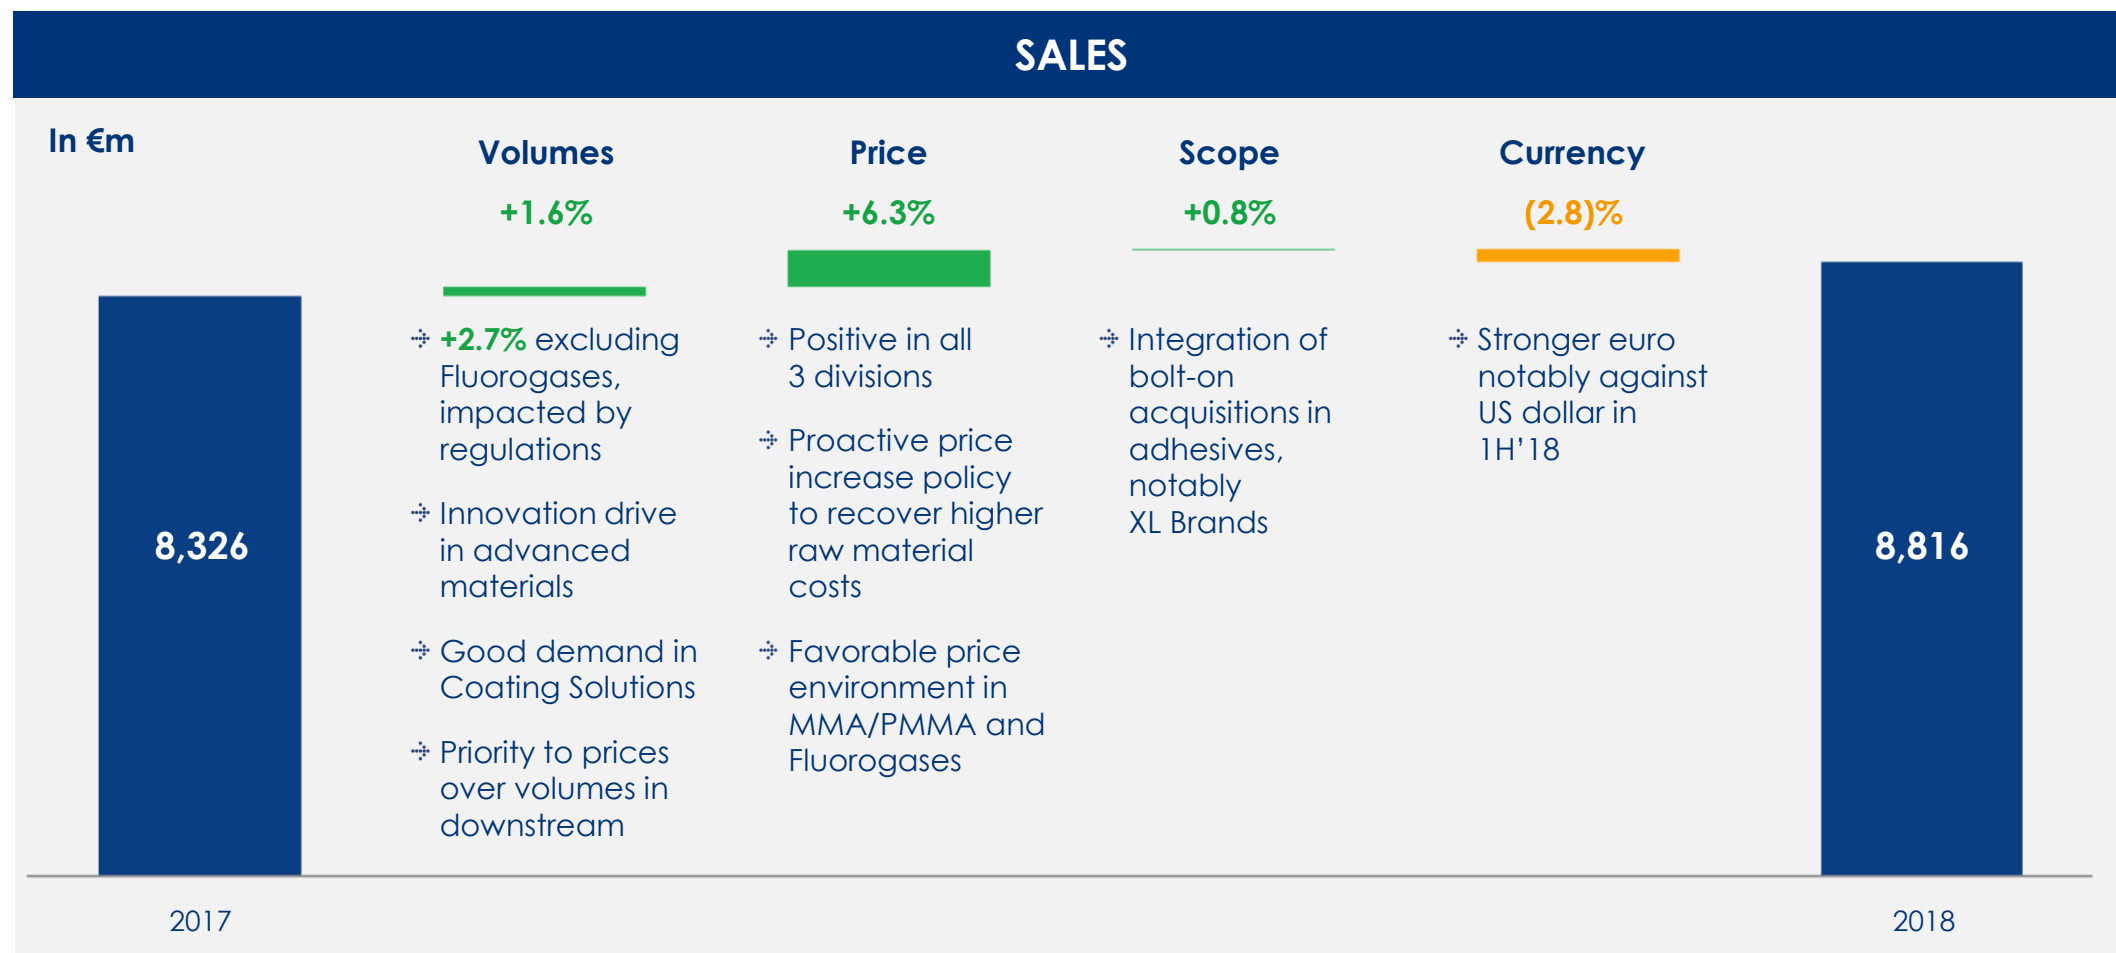 SALES
In €m
Volumes
+1.6%
+2.7% excluding
Fluorogases,
impacted by
regulations
Innovation drive
in advanced
materials
Good demand in
Coating Solutions
Priority to prices
over volumes in
downstream
Price
+6.3%
Positive in all
3 divisions
Proactive price
increase policy
to recover higher
raw material
costs
Favorable price
environment in
MMA/PMMA and
Fluorogases
Scope
+0.8%
Integration of
bolt-on
acquisitions in
adhesives,
notably
XL Brands
Currency
(2.8)%
Stronger euro
notably against
US dollar in
1H’18
8,326
8,816
2017
2018